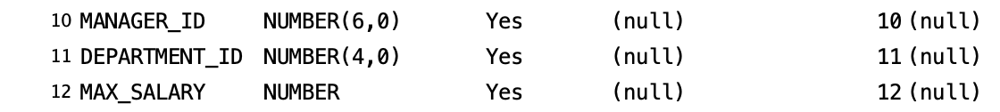 10 MANAGER_ID NUMBER(6,0) Yes (null) 10 (null)
11 DEPARTMENT_ID NUMBER(4,0) Yes (null) 11 (null)
12 MAX_SALARY NUMBER Yes (null) 12 (null)